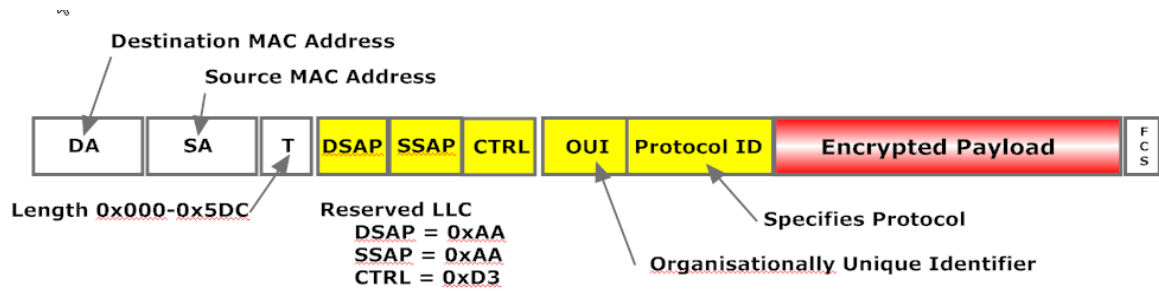 Destination MAC Address
Source MAC Address
DA SA T DSAP SSAP CTRL OUI Protocol ID Encrypted Payload FCS
Length 0x000-0x5DC
Reserved LLC
DSAP = 0xAA
SSAP = 0xAA
CTRL = 0xD3
Specifies Protocol
Organisationally Unique Identifier